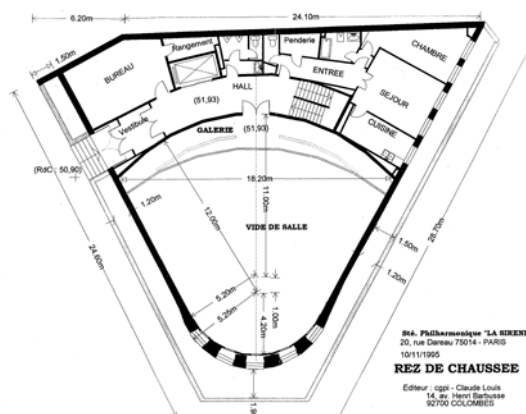 6.20m
24.10m
1.50m
Rangement
Penderie
CHAMBRE
BUREAU
ENTREE
HALL
SEJOUR
(51,93)
Vestibule
CUISINE
GALERIE
(51,93)
(RdC : 50,90)
18.20m
11.00m
1.20m
12.00m
VIDE DE SALLE
24.60m
28.70m
1.50m
1.20m
5.20m
5.25m
4.20m
1.00m
Sté. Philharmonique "LA SIRENE
20, rue Dareau 75014 - PARIS
10/11/1995
REZ DE CHAUSSEE
Editeur : cgpi - Claude Louis
14, av. Henri Barbusse
92700 COLOMBES